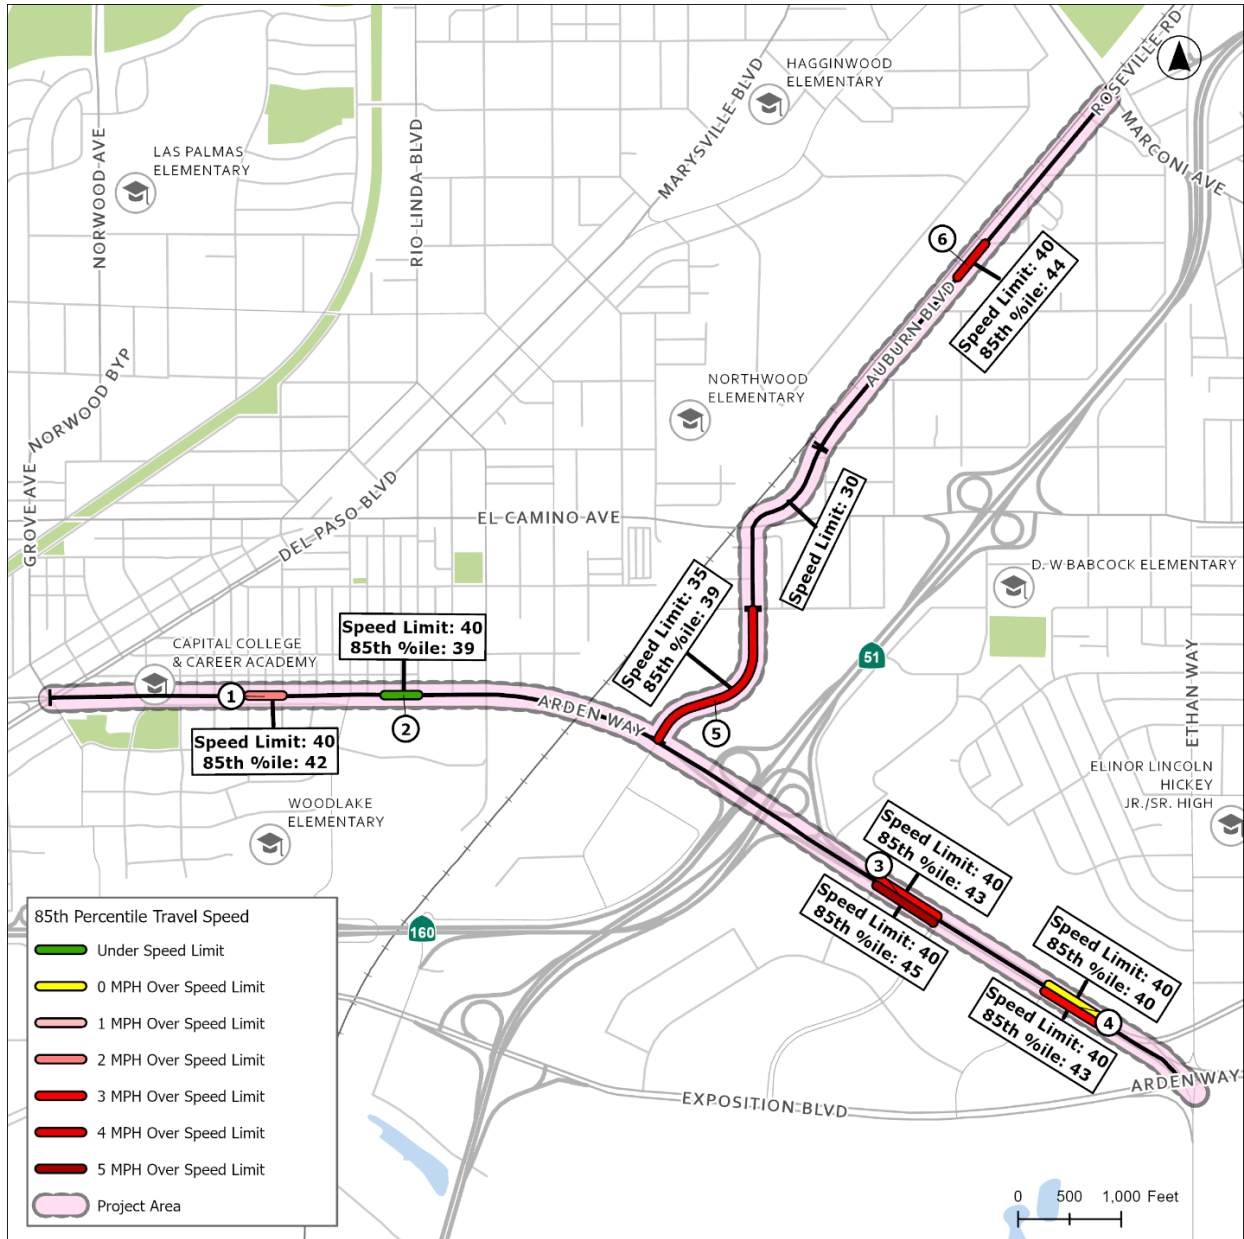 ROSEVILLE RD
HAGGINWOOD
ELEMENTARY
MARYSVILLE BLVD
MARCONI AVE
LAS PALMAS
ELEMENTARY
NORWOOD AVE
RIO LINDA BLVD
6
Speed Limit: 40
85th %ile: 44
AUBURN BLVD
NORWOOD BYP
NORTHWOOD
ELEMENTARY
GROVE AVE
DEL PASO BLVD
EL CAMINO AVE
Speed Limit: 30
D. W BABCOCK ELEMENTARY
Speed Limit: 35
85th %ile: 39
Speed Limit: 40
85th %ile: 39
CAPITAL COLLEGE
& CAREER ACADEMY
51
ETHAN WAY
1
2
ARDEN WAY
5
Speed Limit: 40
85th %ile: 42
ELINOR LINCOLN
HICKEY
JR./SR. HIGH
WOODLAKE
ELEMENTARY
3
Speed Limit: 40
85th %ile: 43
Speed Limit: 40
85th %ile: 45
160
Speed Limit: 40
85th %ile: 40
4
Speed Limit: 40
85th %ile: 43
ARDEN WAY
EXPOSITION BLVD
85th Percentile Travel Speed
Under Speed Limit
0 MPH Over Speed Limit
1 MPH Over Speed Limit
2 MPH Over Speed Limit
3 MPH Over Speed Limit
4 MPH Over Speed Limit
5 MPH Over Speed Limit
Project Area
0 500 1,000 Feet